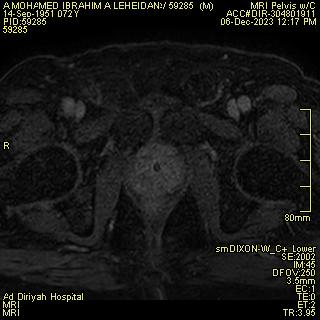 A MOHAMED IBRAHIM A LEHEIDAN:/ 59285 (M)
14-Sep-1951 072Y
PID:59285
59285
MRI Pelvis w/C
ACC#DIR-304801911
06-Dec-2023 12:17 PM
R
80mm
smDIXON-W_C+ Lower
SE:2002
IM:45
DFOV:250
3.5mm
EC:1
TE:0
ET:2
TR:3.95
Ad Diriyah Hospital
MRI
MRI